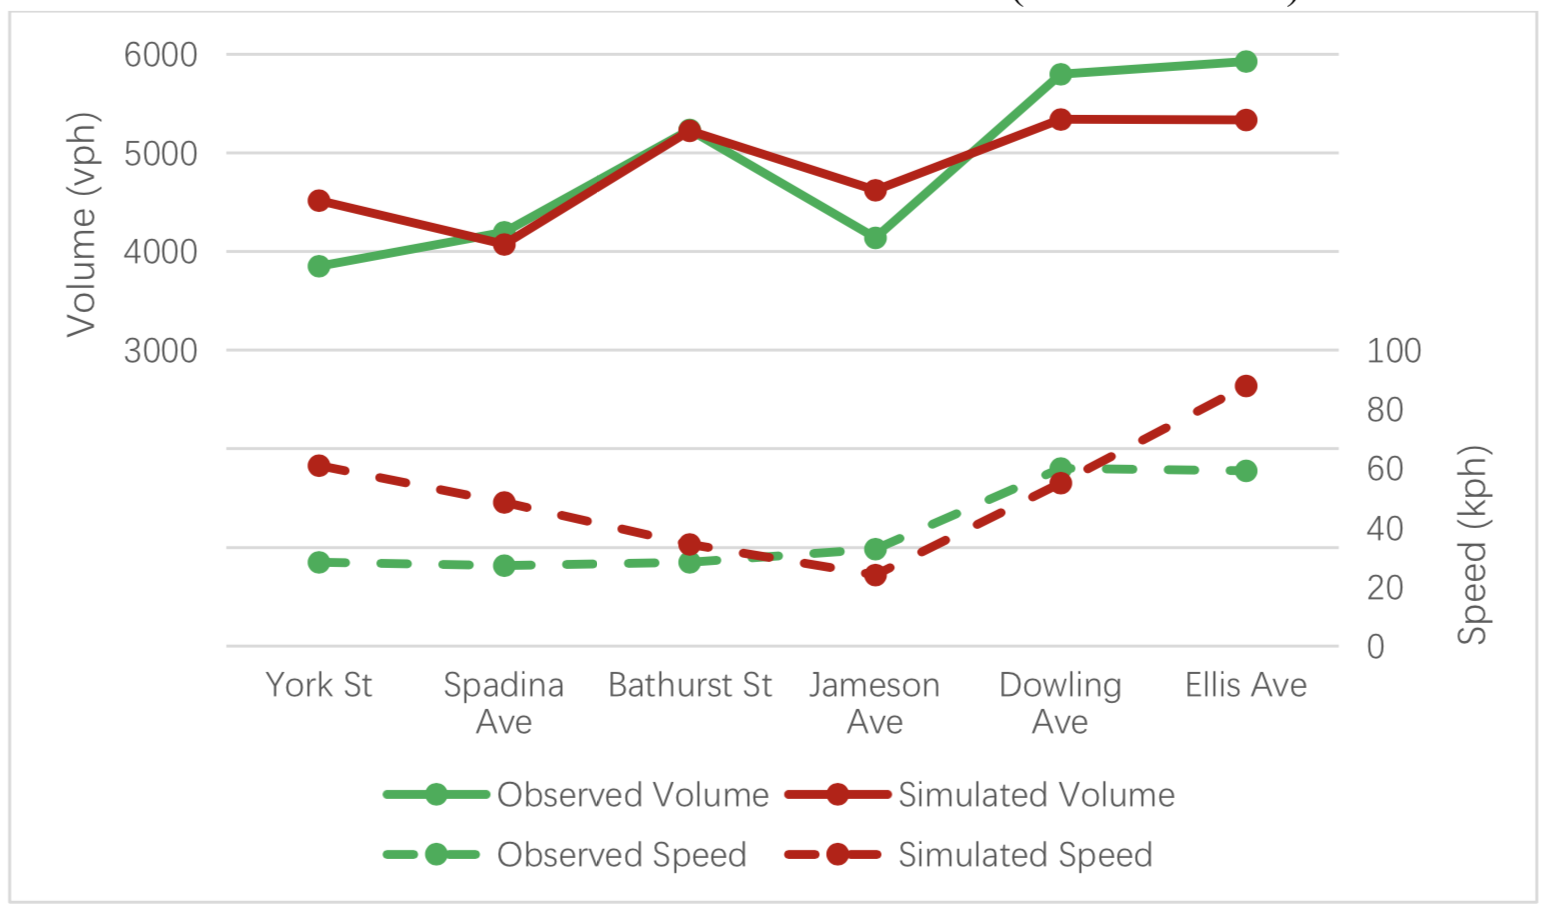 6000
5000
4000
3000
Volume (vph)
100
80
60
40
20
0
Speed (kph)
York St
Spadina
Ave
Bathurst St
Jameson
Ave
Dowling
Ave
Ellis Ave
Observed Volume
Simulated Volume
Observed Speed
Simulated Speed